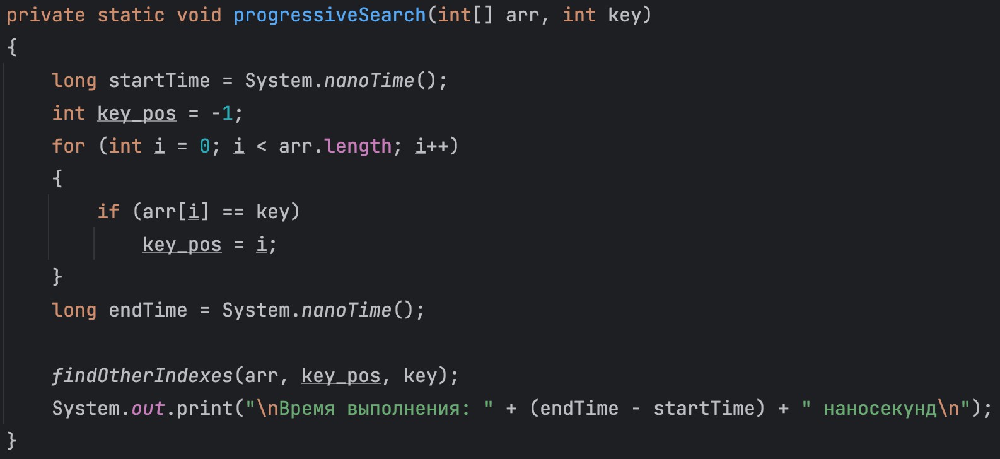 private static void progressiveSearch(int[] arr, int key)
{
    long startTime = System.nanoTime();
    int key_pos = -1;
    for (int i = 0; i < arr.length; i++)
    {
        if (arr[i] == key)
            key_pos = i;
    }
    long endTime = System.nanoTime();

    findOtherIndexes(arr, key_pos, key);
    System.out.print("\nВремя выполнения: " + (endTime - startTime) + " наносекунд\n");
}